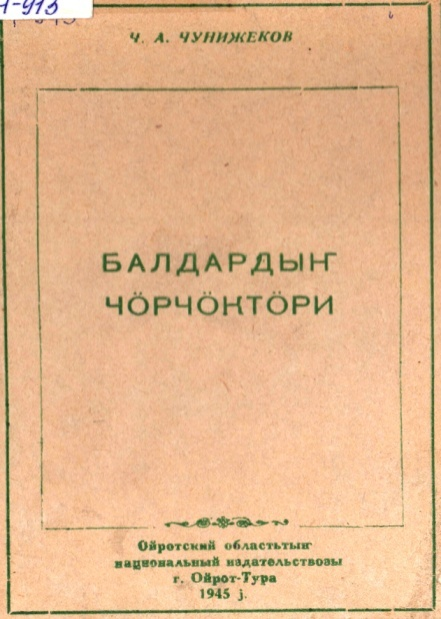 Ч. А. ЧУНИЖЕКОВ
БАЛДАРДЫҤ
ЧӦРЧӦКТӦРИ
Ойротский областьтыҥ
национальный издательствозы
г. Ойрот-Тура
1945 j.